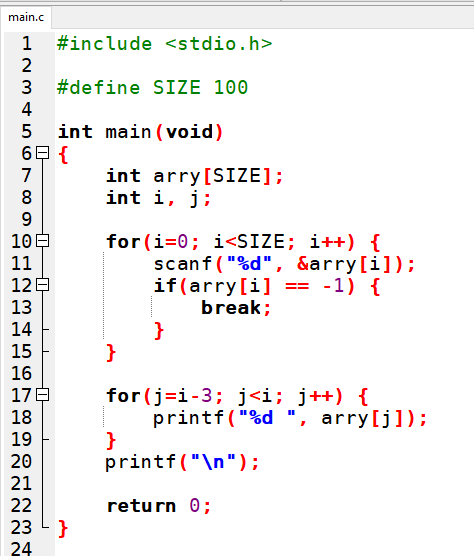 main.c
1 #include <stdio.h>
2
3 #define SIZE 100
4
5 int main(void)
6 {
7     int arry[SIZE];
8     int i, j;
9
10     for(i=0; i<SIZE; i++) {
11         scanf("%d", &arry[i]);
12         if(arry[i] == -1) {
13             break;
14         }
15     }
16
17     for(j=i-3; j<i; j++) {
18         printf("%d ", arry[j]);
19     }
20     printf("\n");
21
22     return 0;
23 }
24